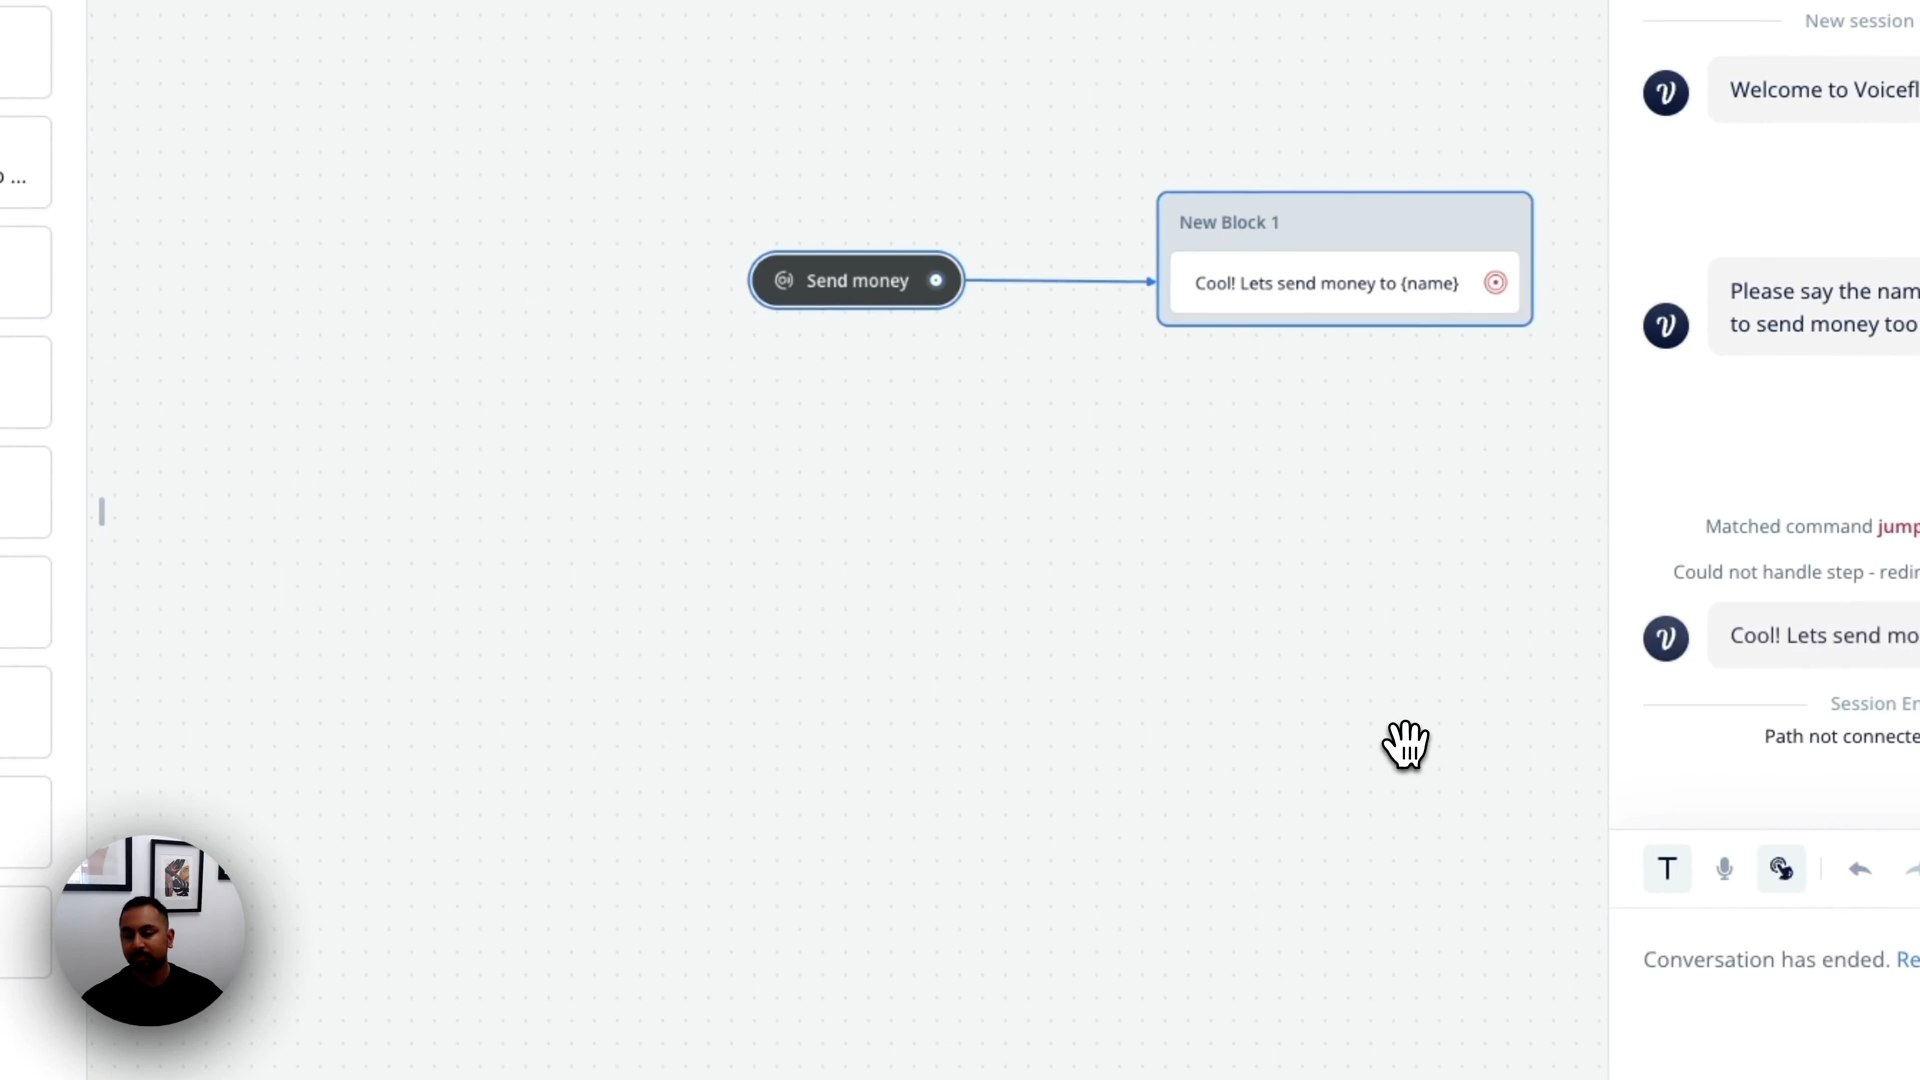 New session
Welcome to Voicefl
New Block 1
Send money
Cool! Lets send money to {name}
Please say the nam
to send money too
Matched command jump
Could not handle step - redir
Cool! Lets send mo
Session En
Path not connecte
T
Conversation has ended. Re